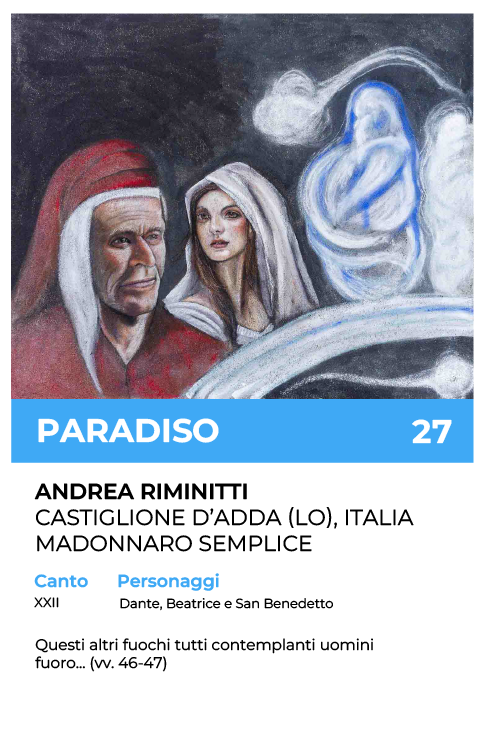 PARADISO 27
ANDREA RIMINITTI
CASTIGLIONE D'ADDA (LO), ITALIA
MADONNARO SEMPLICE
Canto Personaggi
XXII Dante, Beatrice e San Benedetto
Questi altri fuochi tutti contemplanti uomini
fuoro... (vv. 46-47)